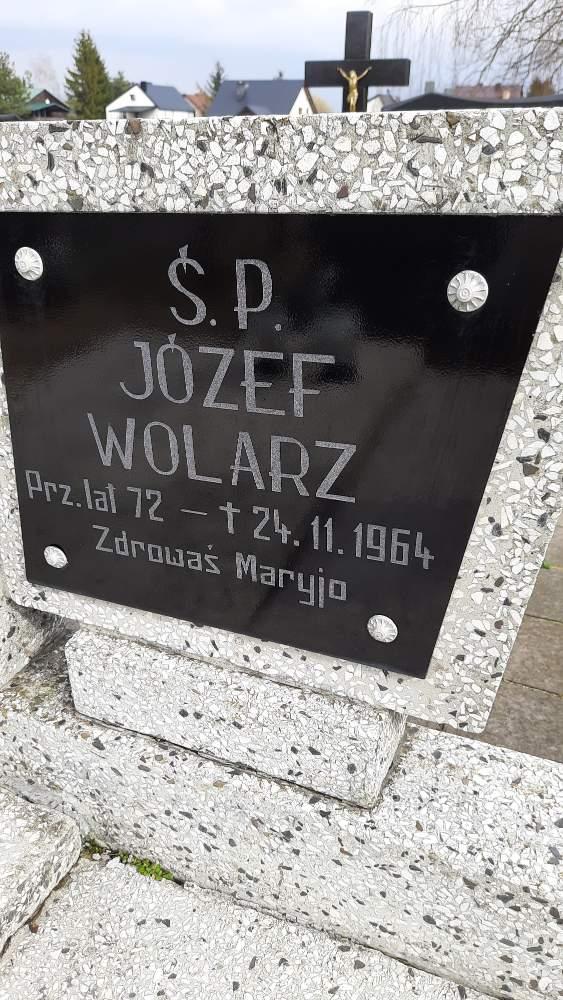 Ś. P.
JÓZEF
WOLARZ
Prz. lat 72 – † 24. 11. 1964
Zdrowaś Maryjo